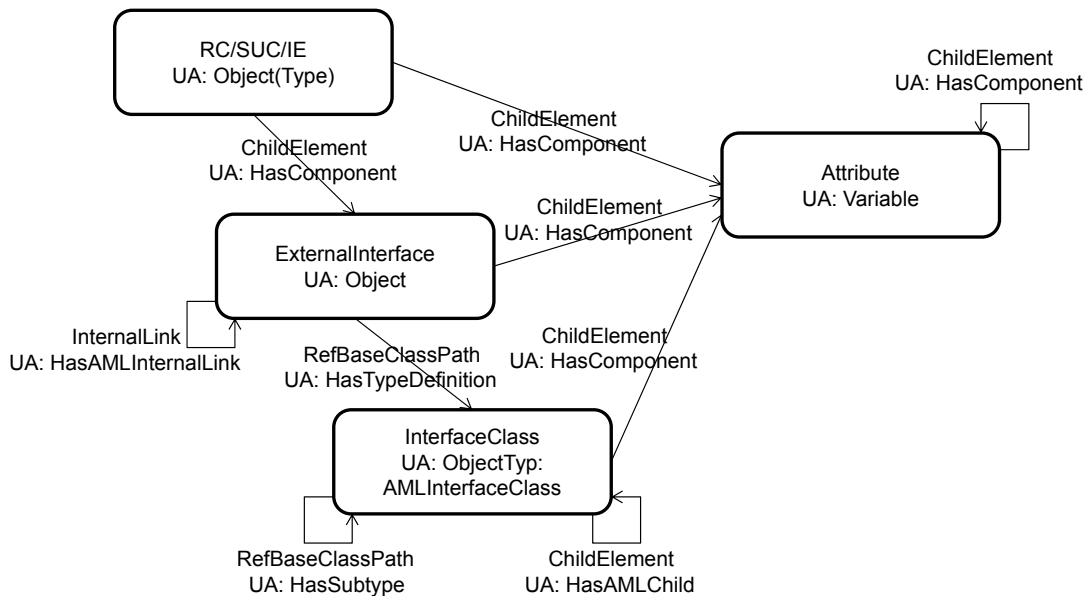 RC/SUC/IE
UA: Object(Type)
ChildElement
UA: HasComponent
ChildElement
UA: HasComponent
Attribute
UA: Variable
ChildElement
UA: HasComponent
ChildElement
UA: HasComponent
ExternalInterface
UA: Object
InternalLink
UA: HasAMLInternalLink
RefBaseClassPath
UA: HasTypeDefinition
ChildElement
UA: HasComponent
InterfaceClass
UA: ObjectTyp:
AMLInterfaceClass
RefBaseClassPath
UA: HasSubtype
ChildElement
UA: HasAMLChild